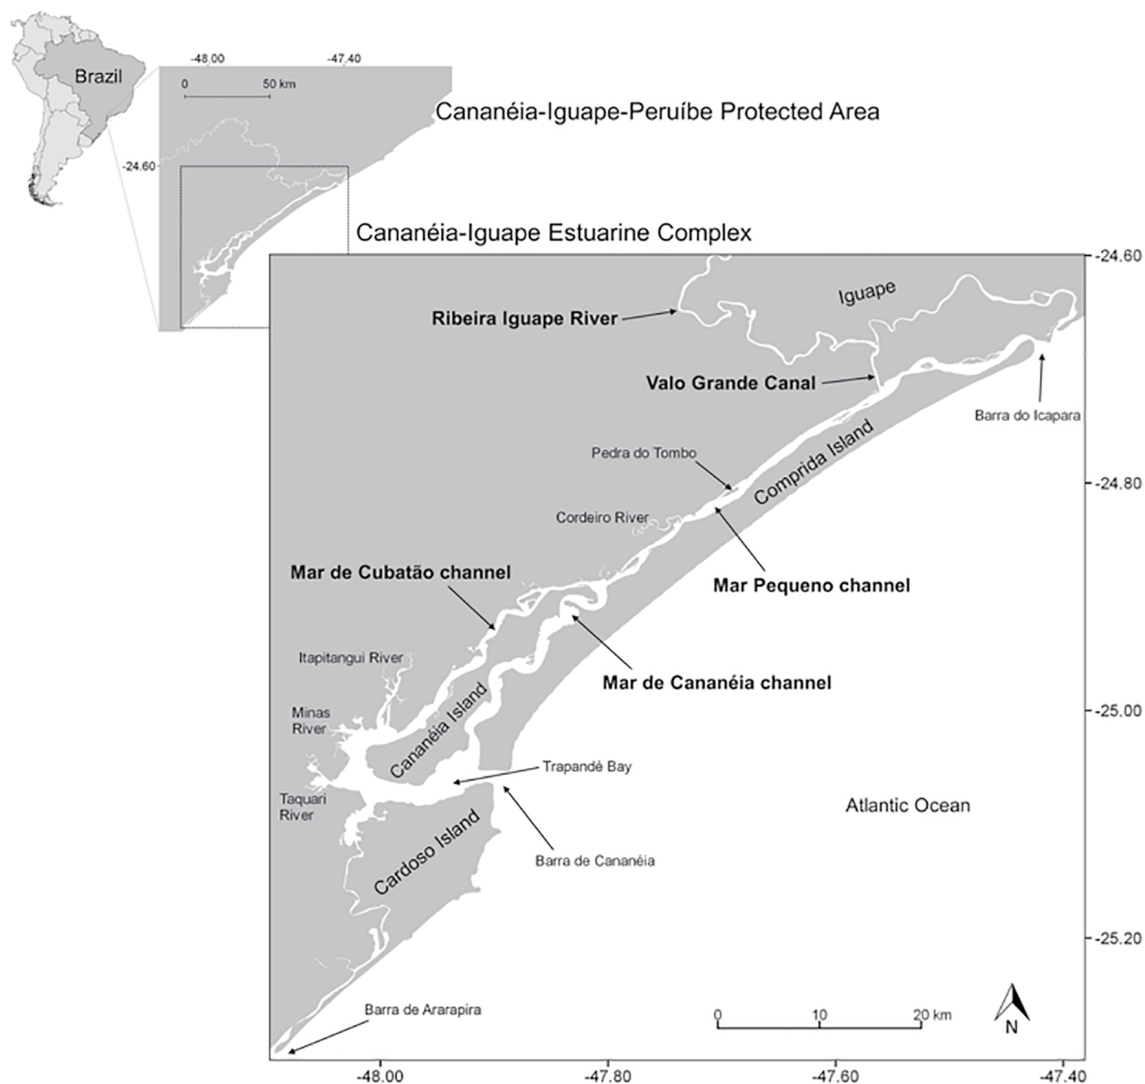 -48.00
-47.40
Brazil
0
50 km
Cananéia-Iguape-Peruíbe Protected Area
-24.60
Cananéia-Iguape Estuarine Complex
-24.60
Iguape
Ribeira Iguape River
Valo Grande Canal
Barra do Icapara
Pedra do Tombo
Comprida Island
-24.80
Cordeiro River
Mar de Cubatão channel
Mar Pequeno channel
Itapitangui River
Mar de Cananéia channel
Minas
River
Cananéia Island
-25.00
Trapandé Bay
Taquari
River
Atlantic Ocean
Cardoso Island
Barra de Cananéia
-25.20
Barra de Ararapira
0
10
20 km
N
-48.00
-47.80
-47.60
-47.40